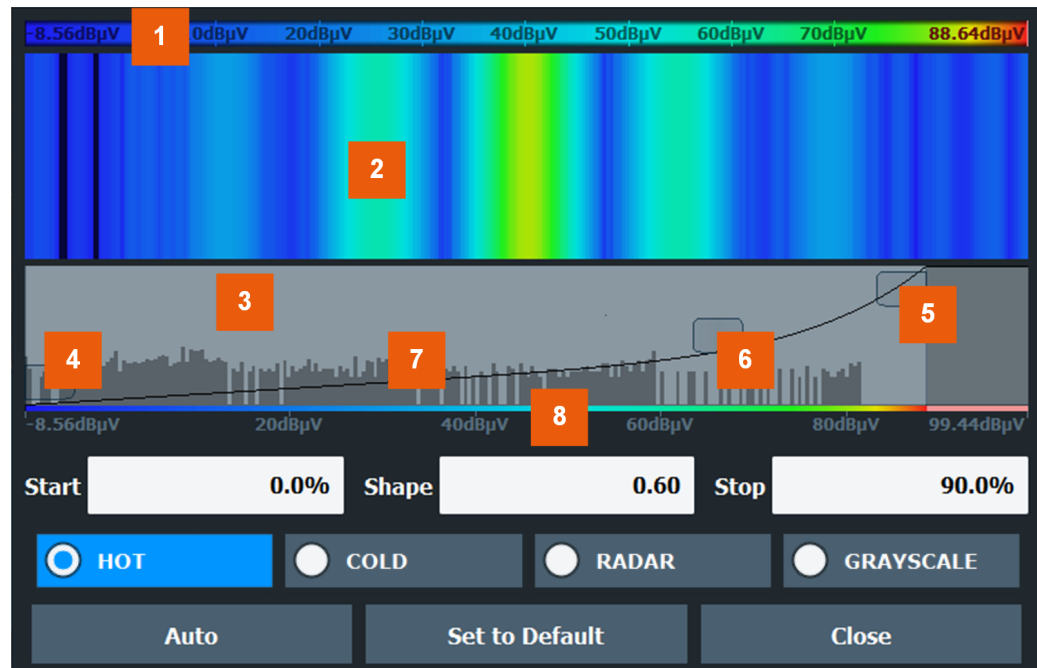 -8.56dBµV 1 0dBµV 20dBµV 30dBµV 40dBµV 50dBµV 60dBµV 70dBµV 88.64dBµV
2
3
5
4 7 6
8
-8.56dBµV 20dBµV 40dBµV 60dBµV 80dBµV 99.44dBµV
Start 0.0% Shape 0.60 Stop 90.0%
HOT COLD RADAR GRAYSCALE
Auto Set to Default Close